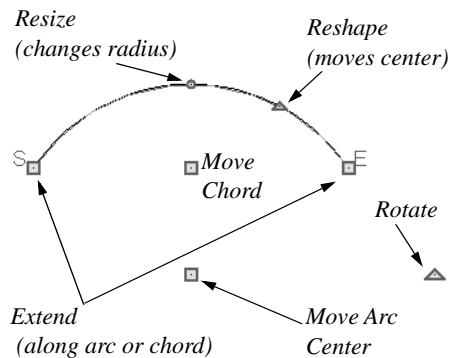 Resize
(changes radius)
Reshape
(moves center)
S
E
Move
Chord
Rotate
Extend
(along arc or chord)
Move Arc
Center